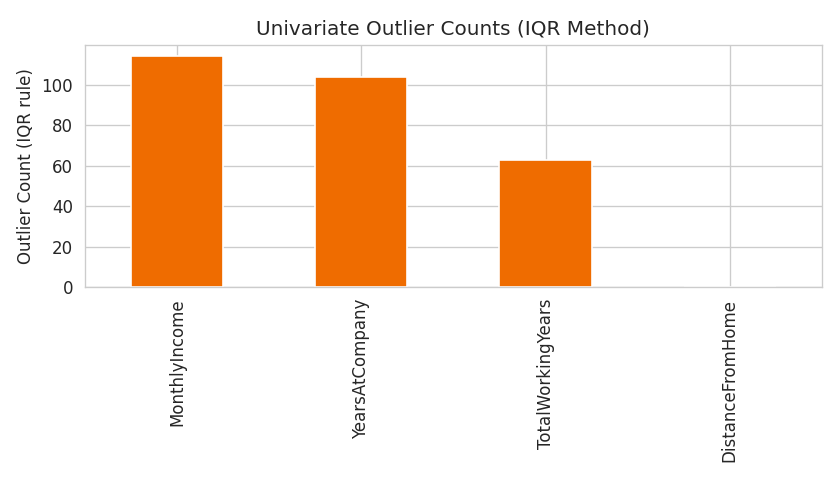 Univariate Outlier Counts (IQR Method)
Outlier Count (IQR rule)
100
80
60
40
20
0
MonthlyIncome
YearsAtCompany
TotalWorkingYears
DistanceFromHome